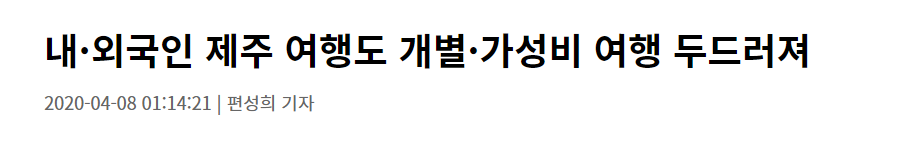 내·외국인 제주 여행도 개별·가성비 여행 두드러져
2020-04-08 01:14:21 | 편성희 기자